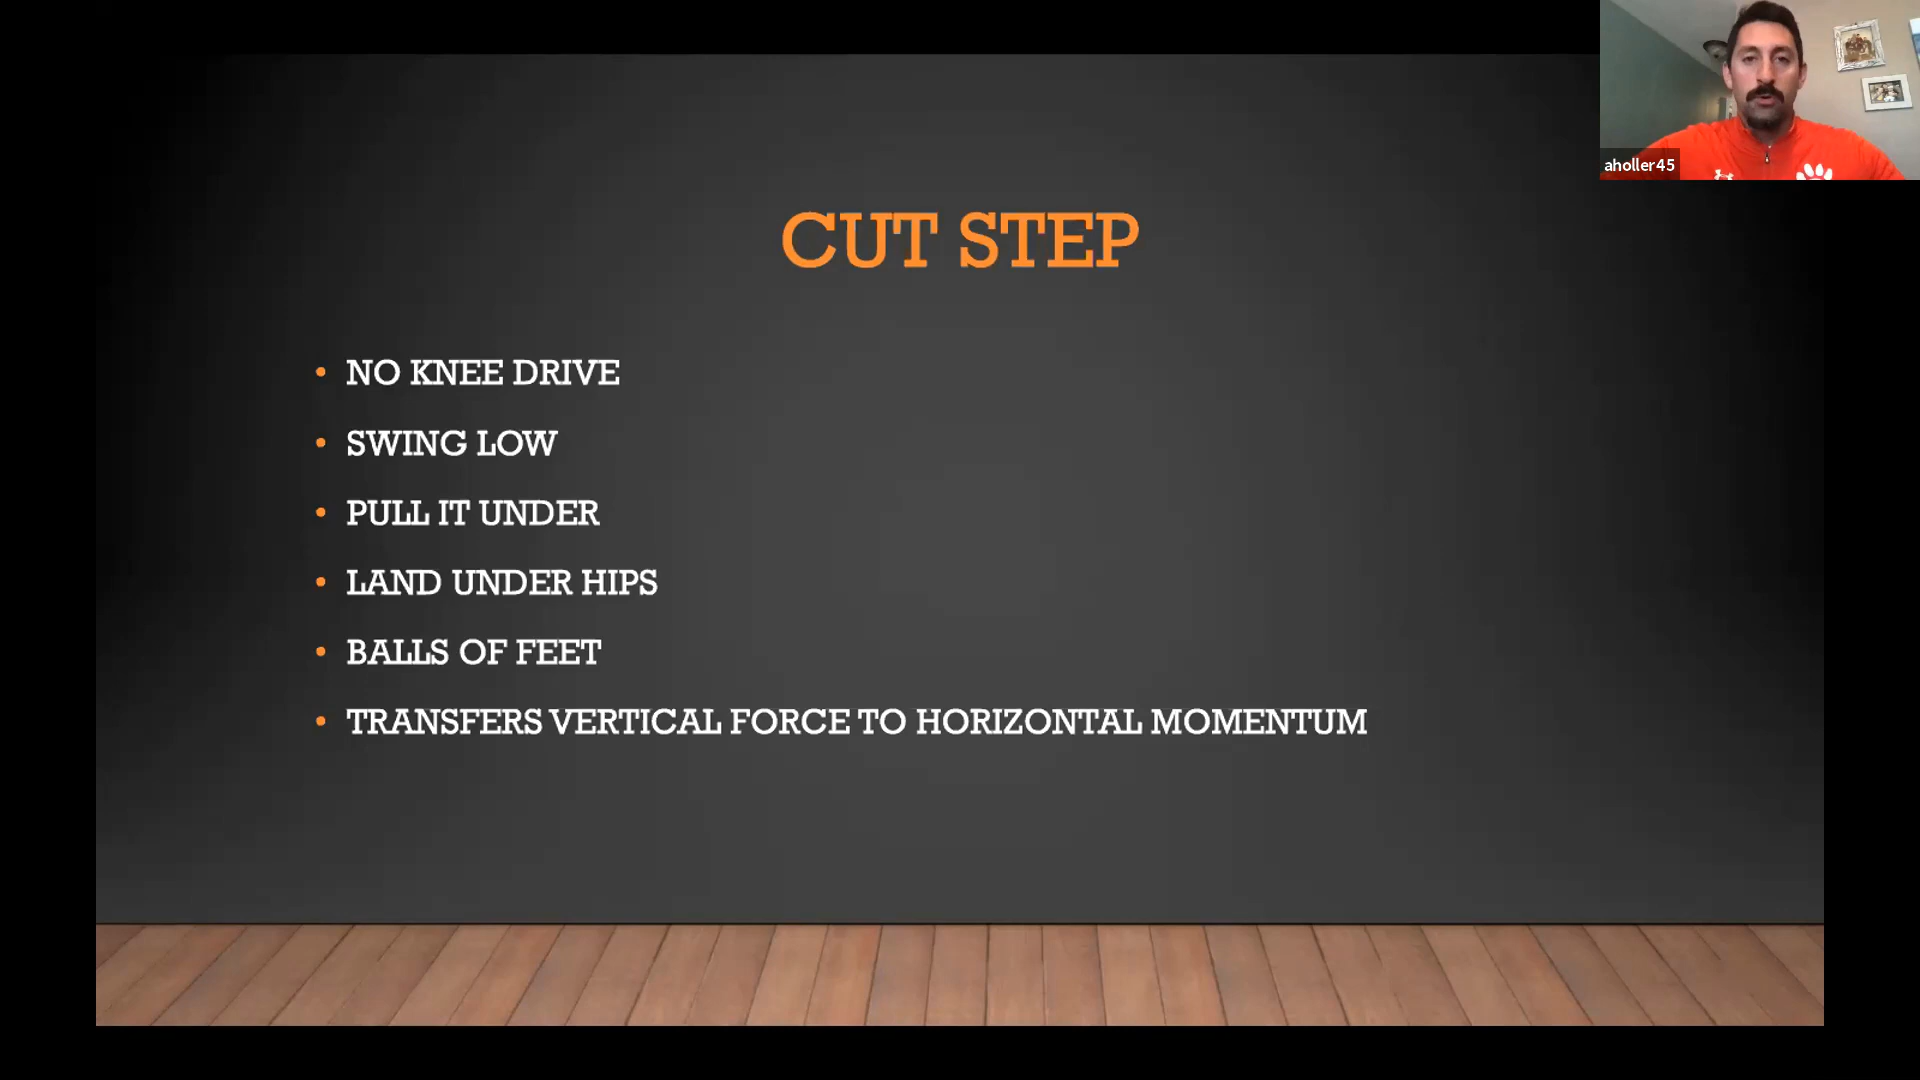 aholler45
CUT STEP
• NO KNEE DRIVE
• SWING LOW
• PULL IT UNDER
• LAND UNDER HIPS
• BALLS OF FEET
• TRANSFERS VERTICAL FORCE TO HORIZONTAL MOMENTUM